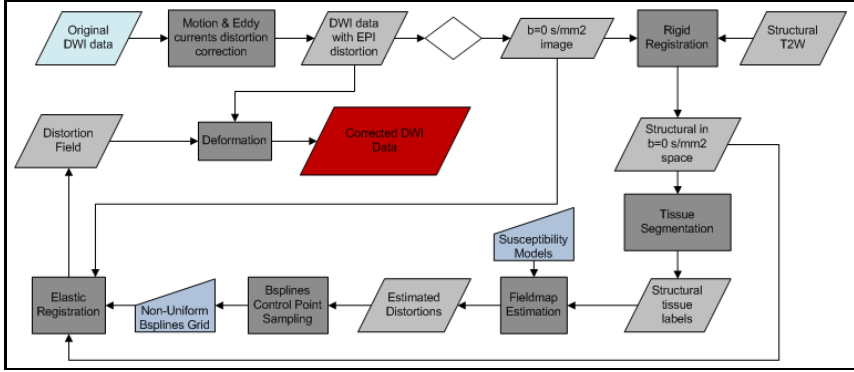 Original
DWI data
Motion & Eddy
currents distortion
correction
DWI data
with EPI
distortion
b=0 s/mm2
image
Rigid
Registration
Structural
T2W
Distortion
Field
Deformation
Corrected DWI
Data
Structural in
b=0 s/mm2
space
Tissue
Segmentation
Susceptibility
Models
Elastic
Registration
Non-Uniform
Bsplines Grid
Bsplines
Control Point
Sampling
Estimated
Distortions
Fieldmap
Estimation
Structural
tissue
labels